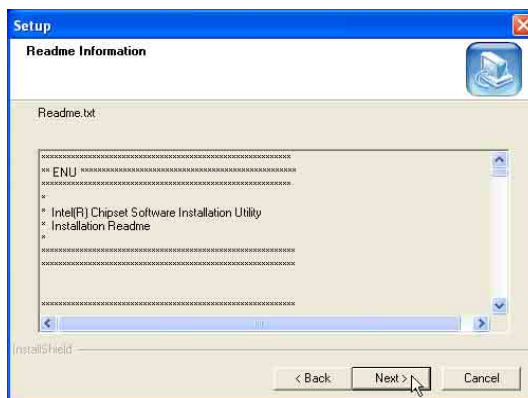 Setup
Readme Information
Readme.txt
*********************************************************
** ENU ************************************************
*********************************************************
*
* Intel(R) Chipset Software Installation Utility
* Installation Readme
*
*********************************************************
*********************************************************
*********************************************************
InstallShield
< Back Next > Cancel